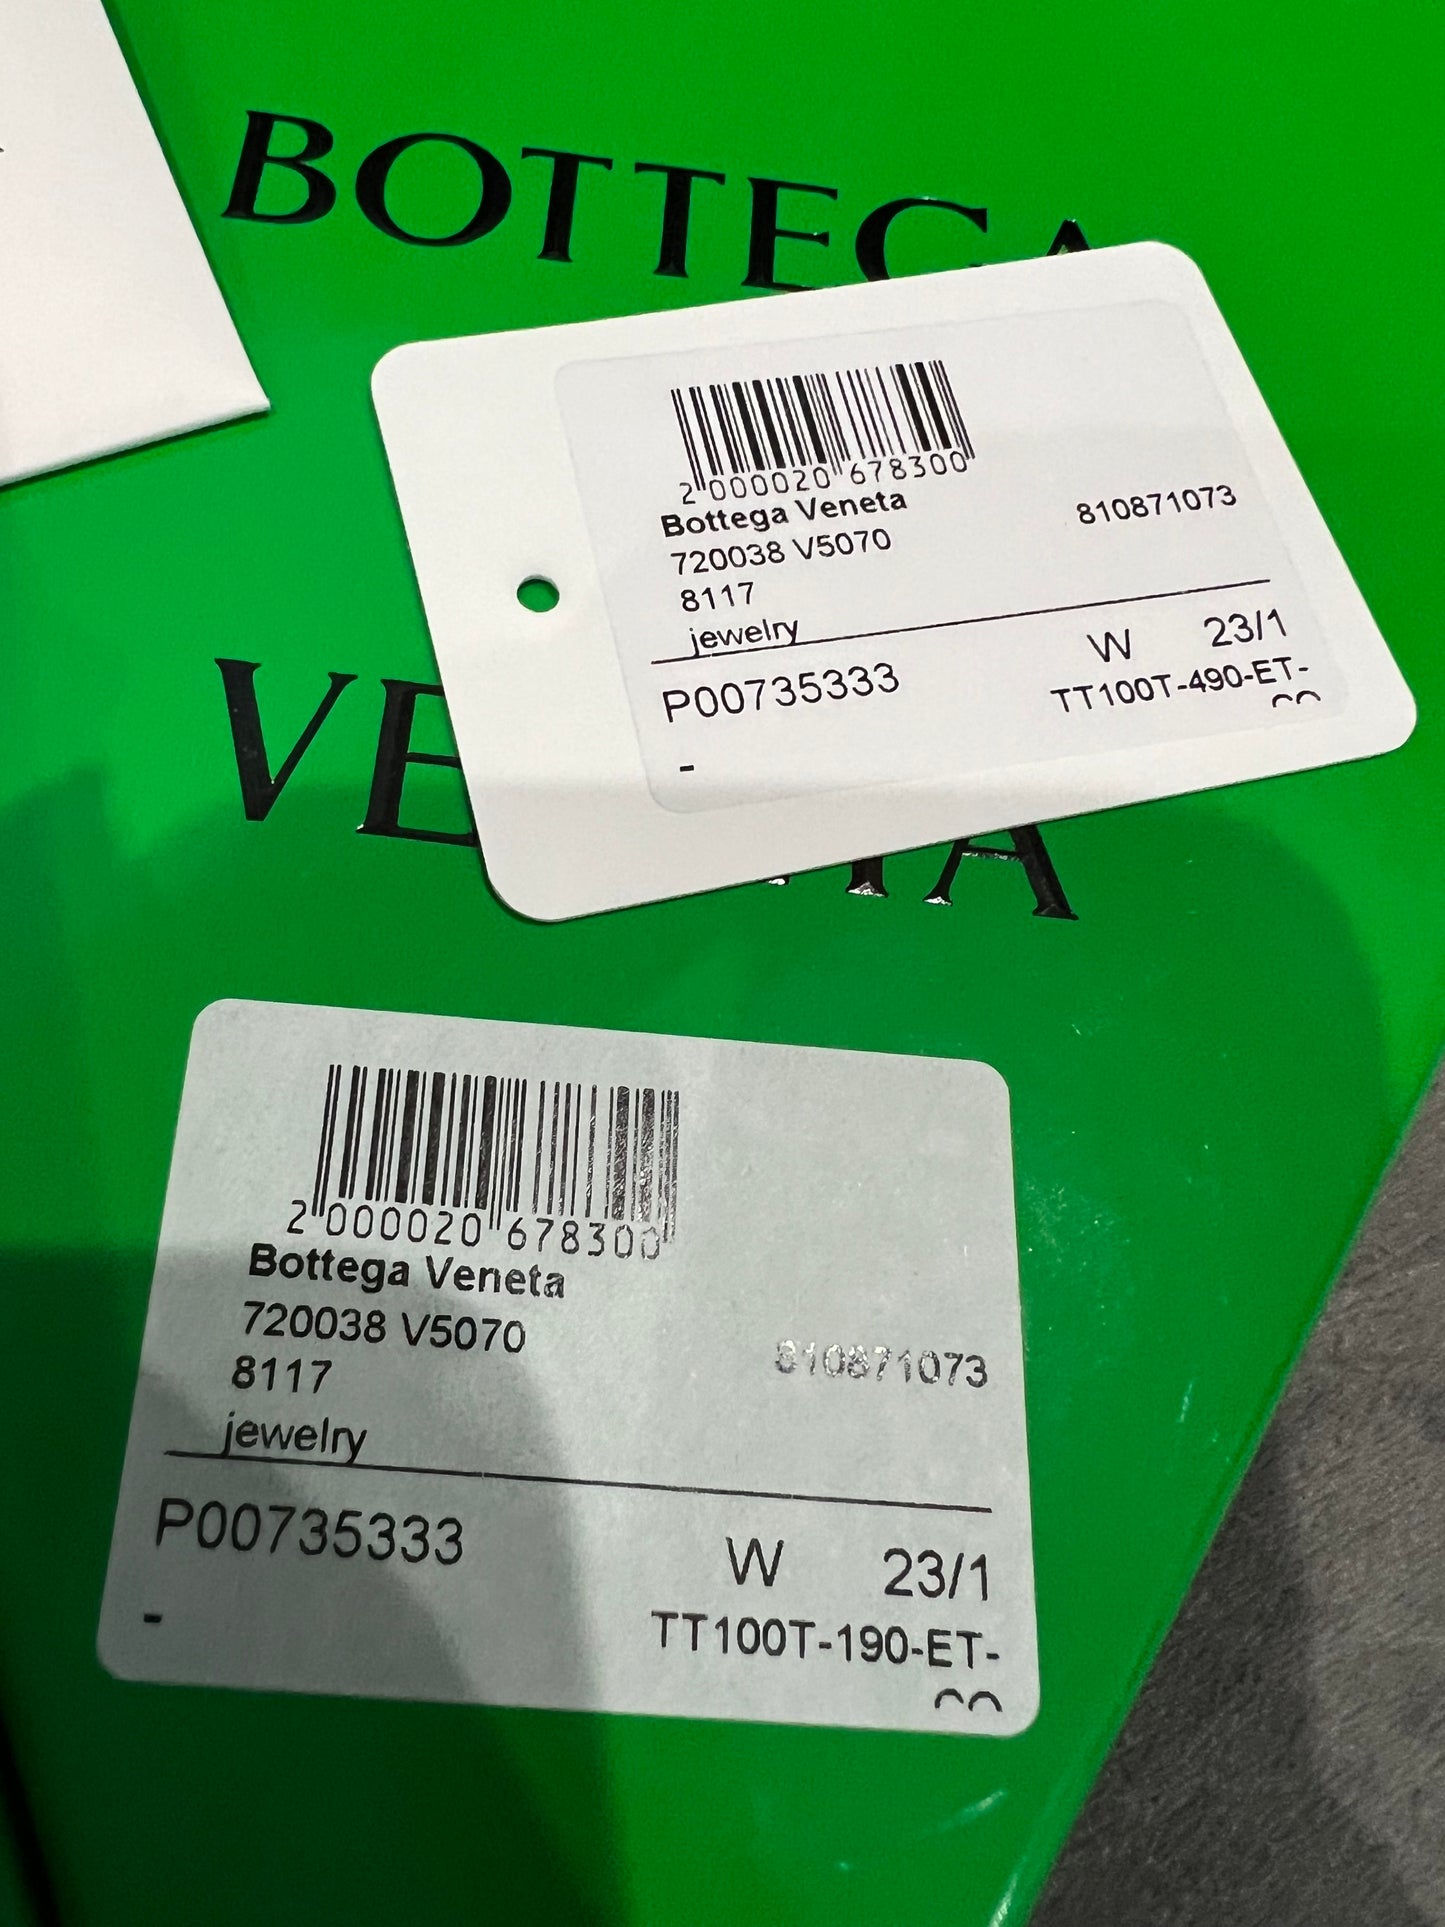 BOTTEGA
2 000020 678300
Bottega Veneta
720038 V5070
810871073
8117
jewelry
W 23/1
P00735333
TT100T-490-ET-
-
2 000020 678300
Bottega Veneta
720038 V5070
810871073
8117
jewelry
P00735333
W 23/1
TT100T-190-ET-
-